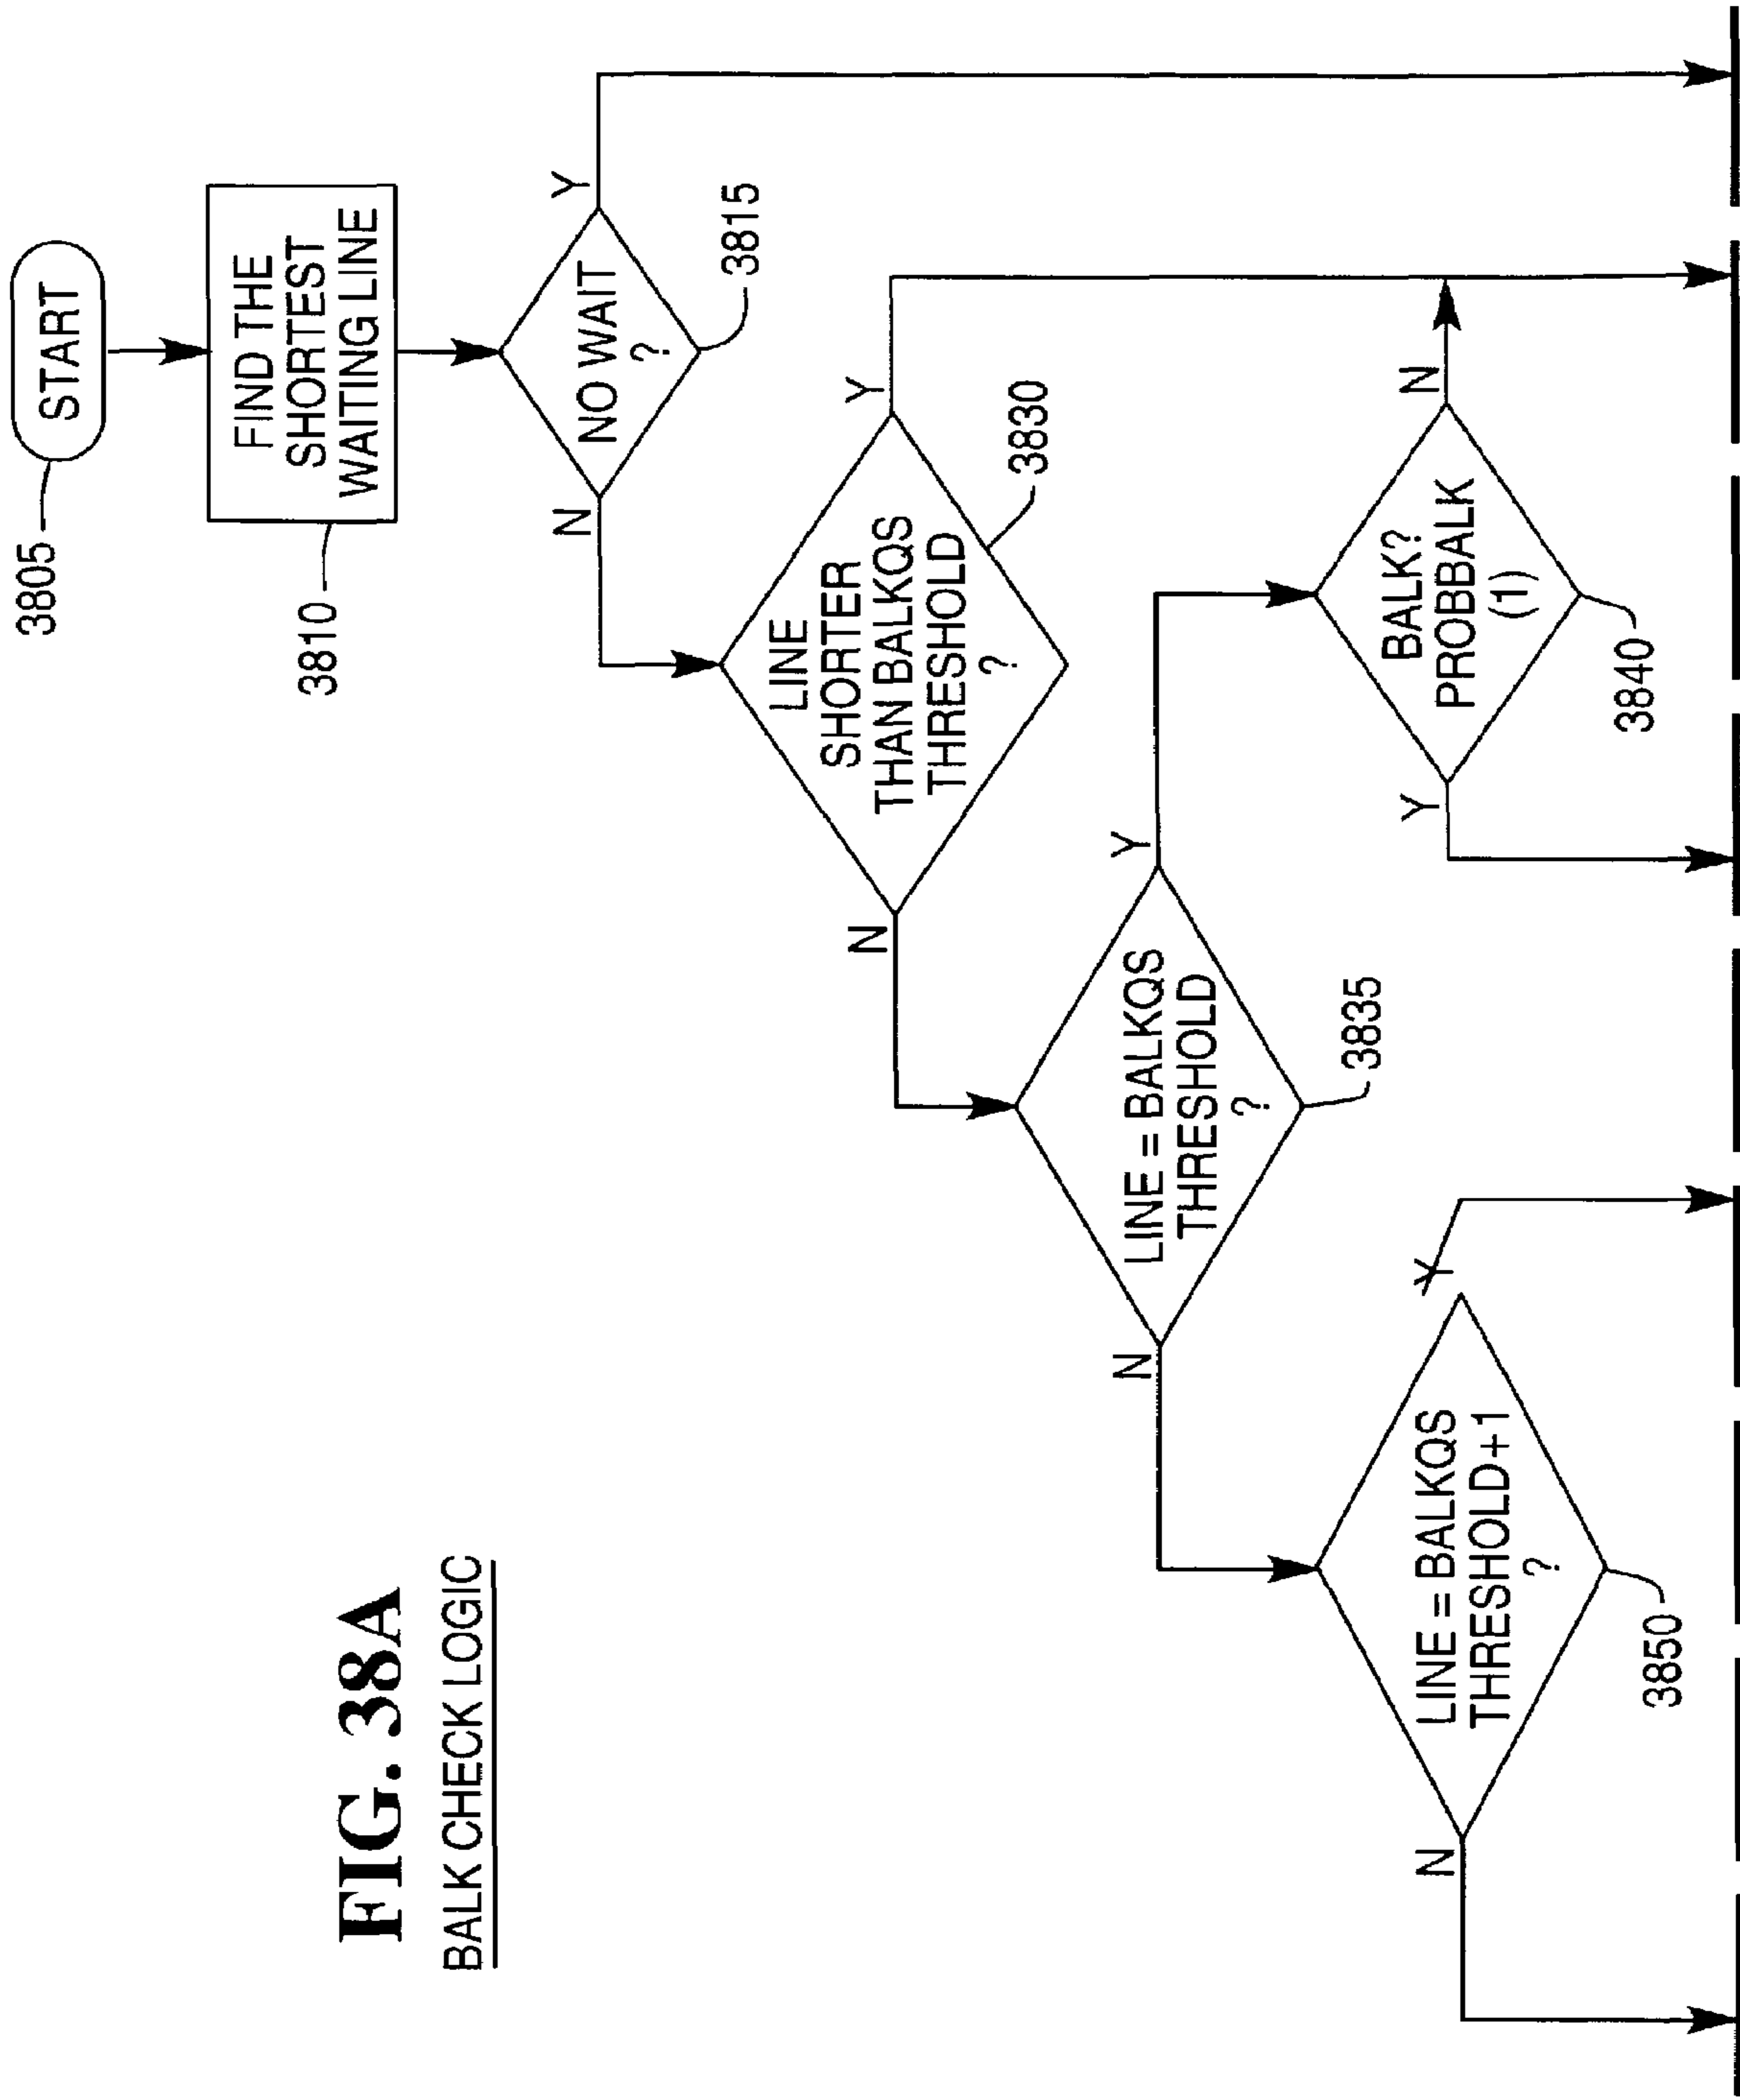 FIG. 38A
BALK CHECK LOGIC
START
3805
FIND THE
SHORTEST
WAITING LINE
3810
NO WAIT
?
3815
Y
N
LINE
SHORTER
THAN BALKQS
THRESHOLD
?
3830
Y
N
LINE = BALKQS
THRESHOLD
?
3835
Y
N
BALK?
PROBBALK
(1)
3840
N
Y
LINE = BALKQS
THRESHOLD+1
?
3850
Y
N